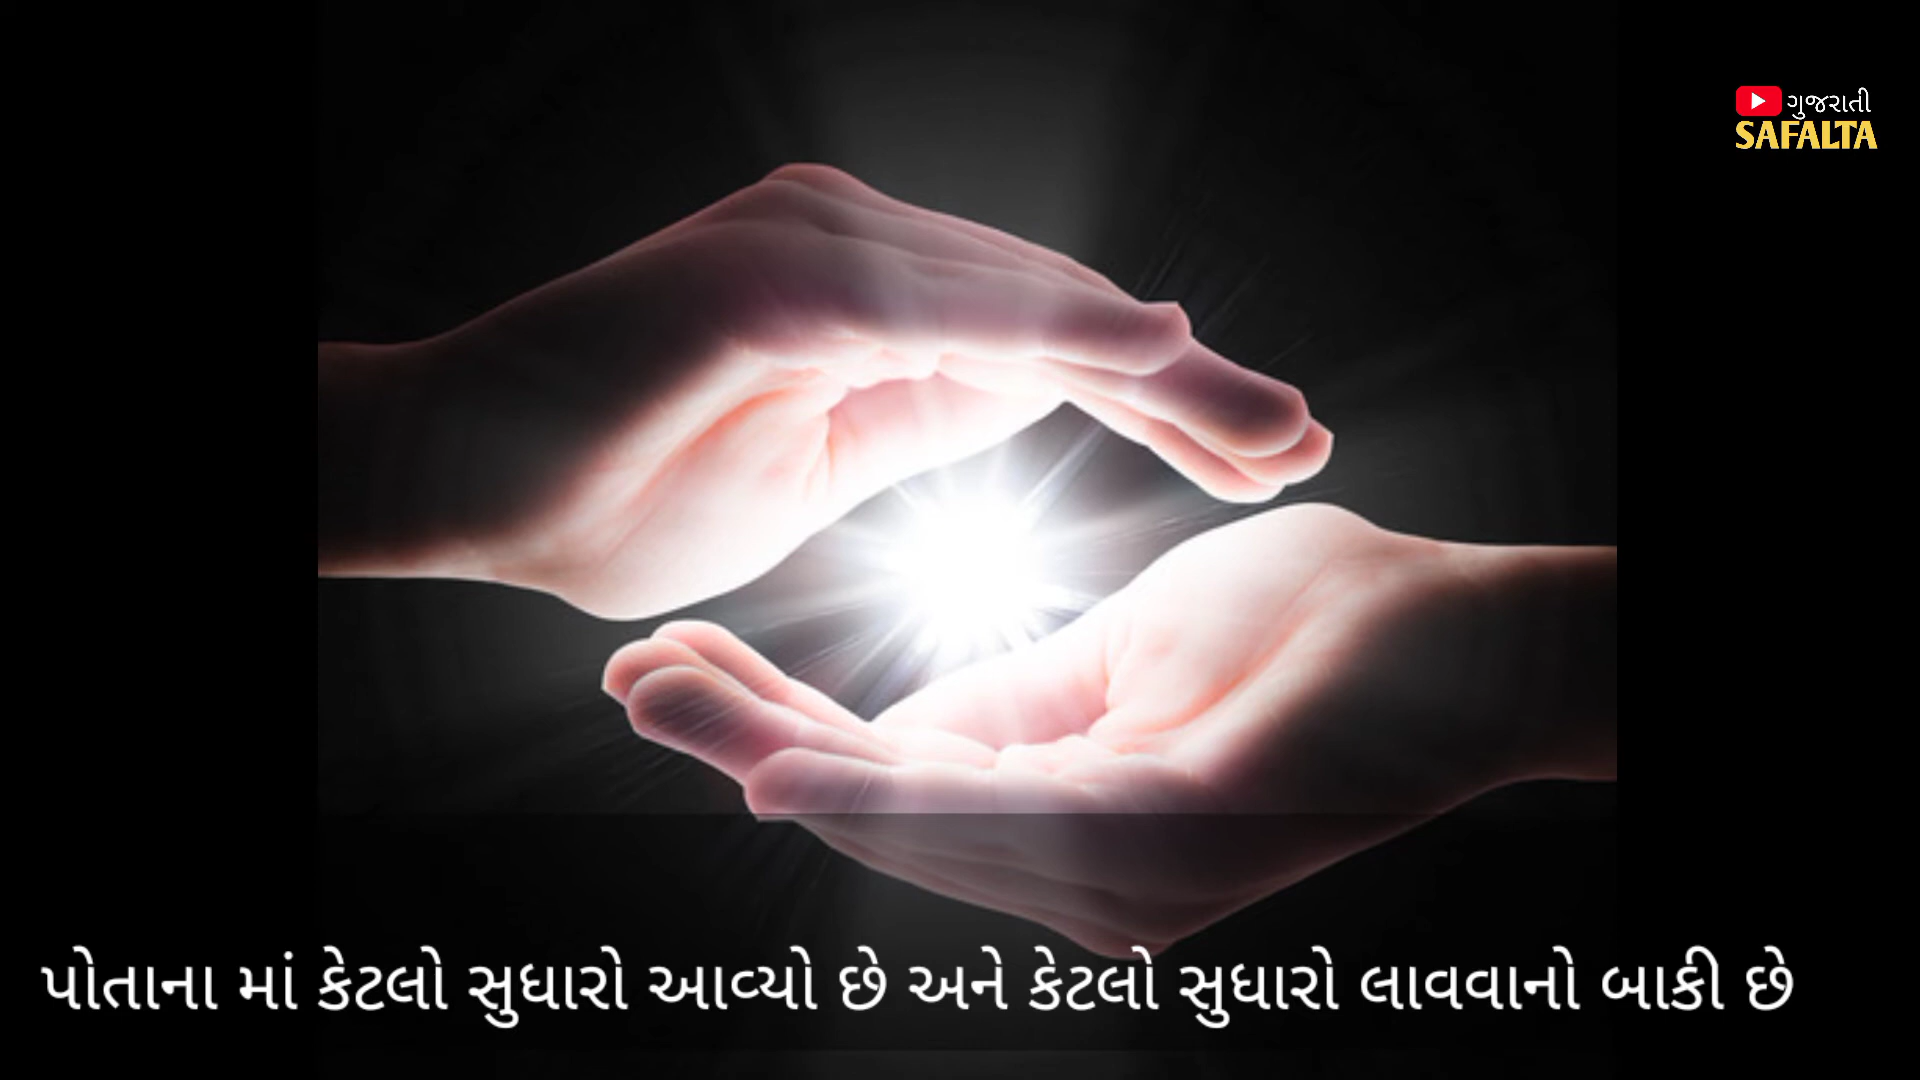 ગુજરાતી
SAFALTA
પોતાના માં કેટલો સુધારો આવ્યો છે અને કેટલો સુધારો લાવવાનો બાકી છે